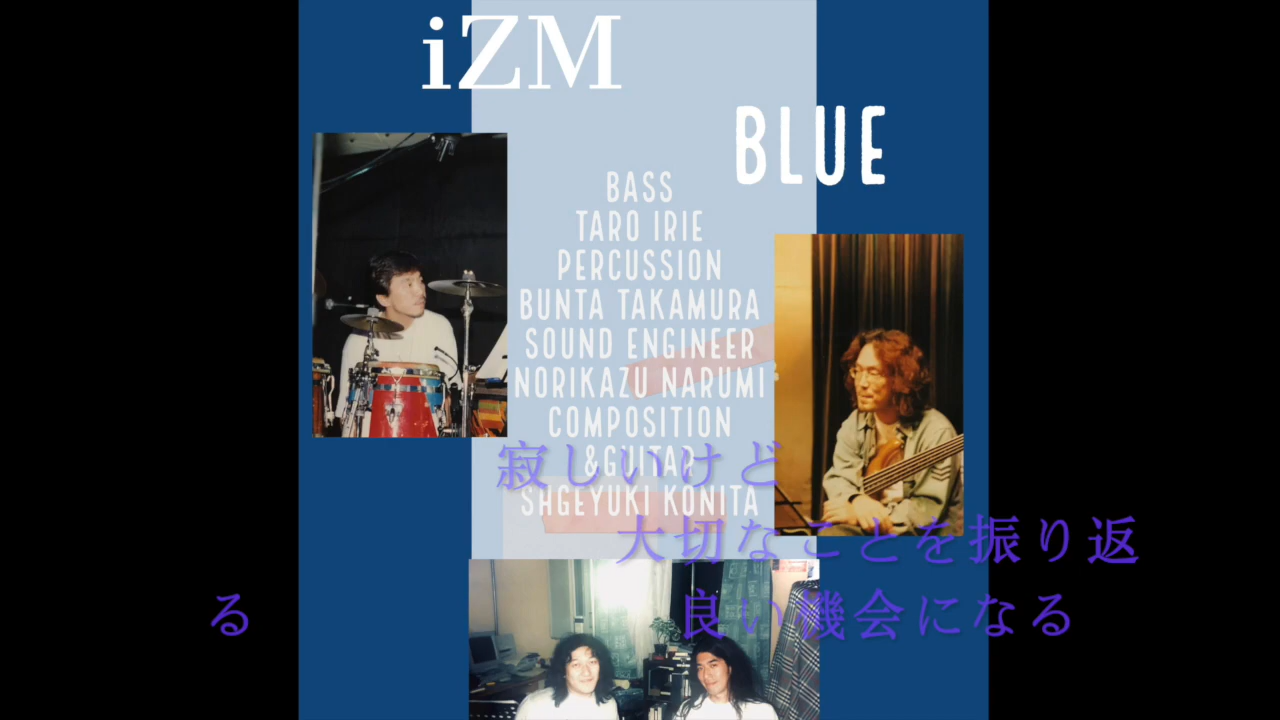 iZM
BLUE
BASS
TARO IRIE
PERCUSSION
BUNTA TAKAMURA
SOUND ENGINEER
NORIKAZU NARUMI
COMPOSITION
&GUITAR
SHGEYUKI KONITA
寂しいけど
大切なことを振り返
る
良い機会になる